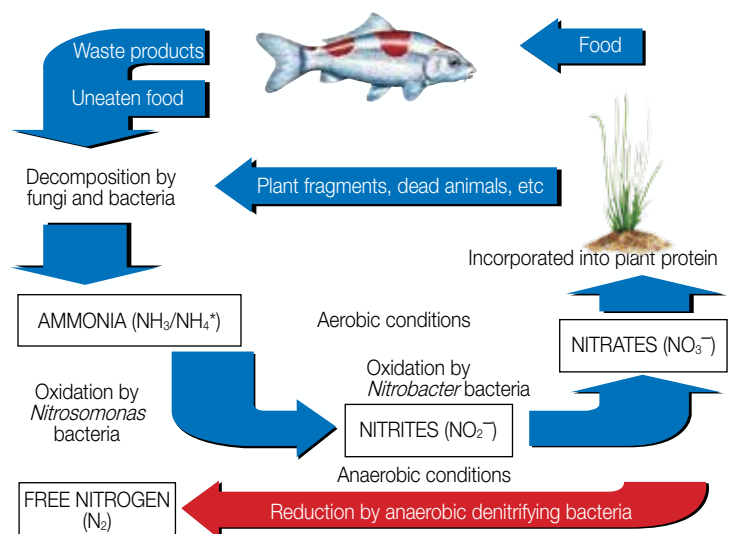 Waste products
Food
Uneaten food
Decomposition by
fungi and bacteria
Plant fragments, dead animals, etc
Incorporated into plant protein
AMMONIA (NH₃/NH₄*)
Aerobic conditions
NITRATES (NO₃⁻)
Oxidation by
Nitrosomonas
bacteria
Oxidation by
Nitrobacter bacteria
NITRITES (NO₂⁻)
Anaerobic conditions
FREE NITROGEN
(N₂)
Reduction by anaerobic denitrifying bacteria